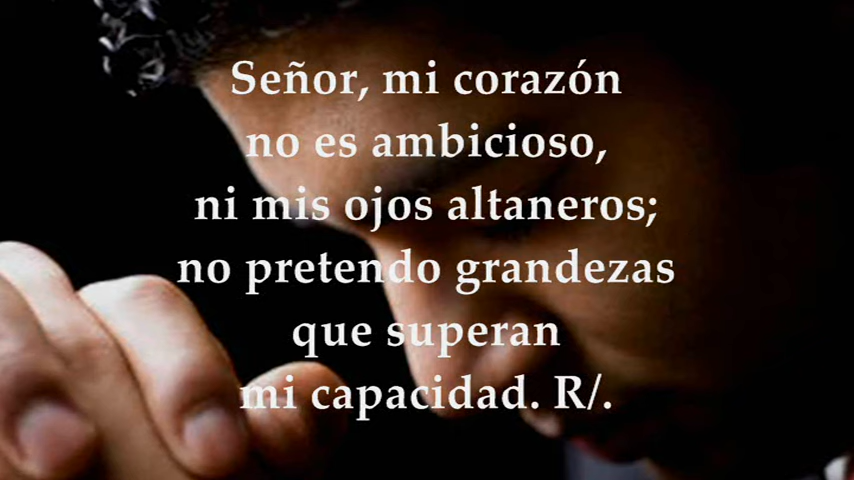 Señor, mi corazón
no es ambicioso,
ni mis ojos altaneros;
no pretendo grandezas
que superan
mi capacidad. R/.